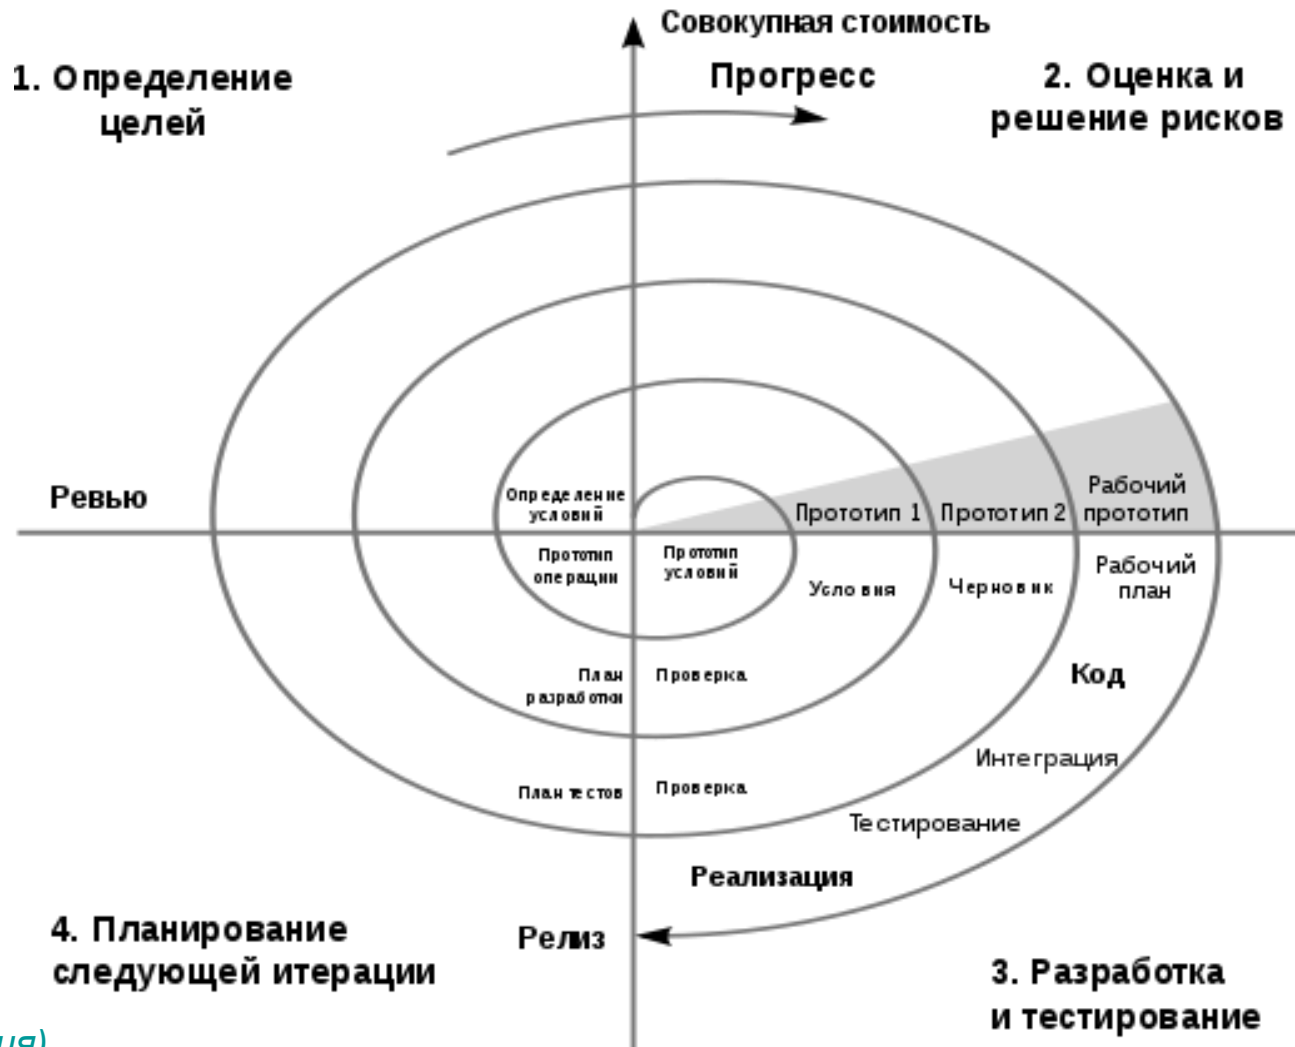 Совокупная стоимость
1. Определение
целей
Прогресс
2. Оценка и
решение рисков
Ревью
Определение
условий
Прототип 1
Прототип 2
Рабочий
прототип
Прототип
операции
Прототип
условий
Условия
Черновик
Рабочий
план
План
разработки
Проверка
Код
Интеграция
План тестов
Проверка
Тестирование
Реализация
Релиз
4. Планирование
следующей итерации
3. Разработка
и тестирование